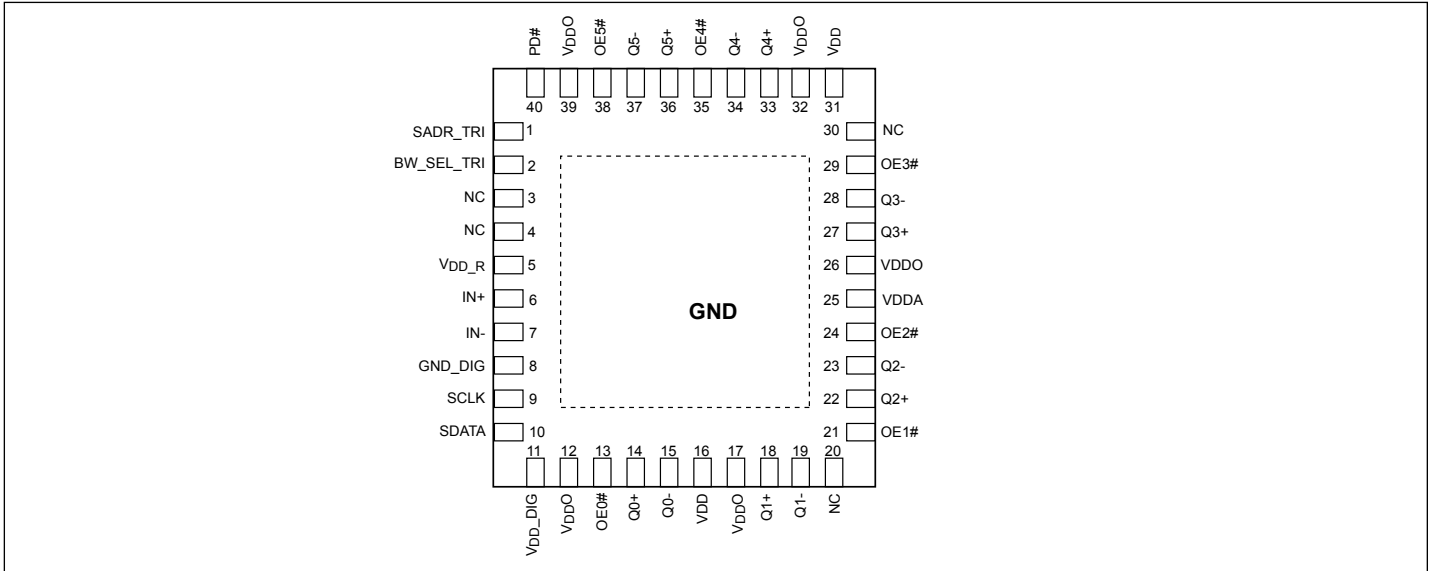 PD# VDDO OE5# Q5- Q5+ OE4# Q4- Q4+ VDDO VDD
40 39 38 37 36 35 34 33 32 31
SADR_TRI 1 30 NC
BW_SEL_TRI 2 29 OE3#
NC 3 28 Q3-
NC 4 27 Q3+
VDD_R 5 26 VDDO
IN+ 6 25 VDDA
GND
IN- 7 24 OE2#
GND_DIG 8 23 Q2-
SCLK 9 22 Q2+
SDATA 10 21 OE1#
11 12 13 14 15 16 17 18 19 20
VDD_DIG VDDO OE0# Q0+ Q0- VDD VDDO Q1+ Q1- NC